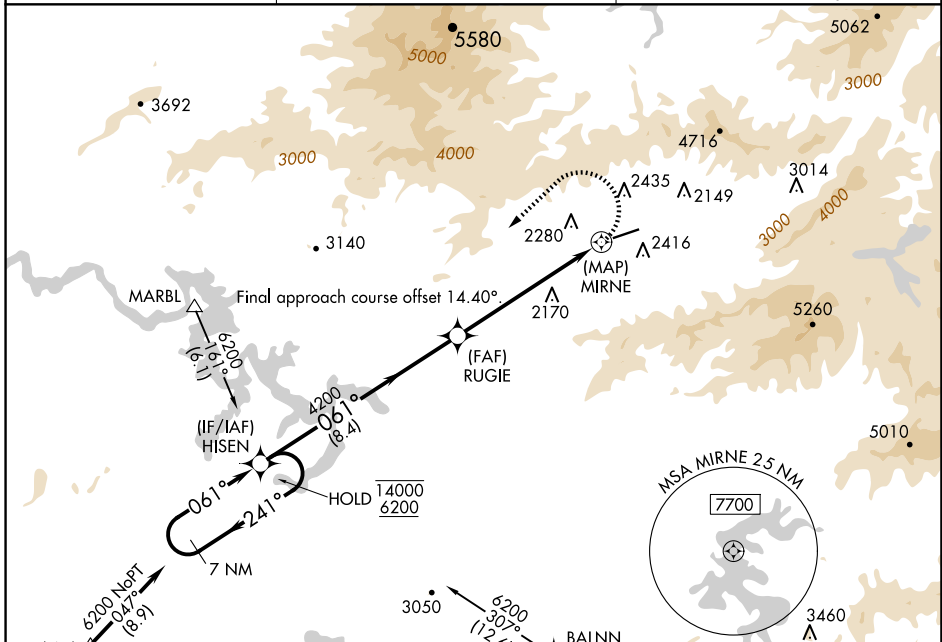 5580
5062
5000
3000
3692
4716
3000
4000
3014
2435
2149
4000
3000
2280
2416
3140
(MAP)
MIRNE
MARBL
Final approach course offset 14.40°.
2170
5260
6200
161°
(6.1)
(FAF)
RUGIE
4200
061°
(8.4)
(IF/IAF)
HISEN
5010
MSA MIRNE 25 NM
7700
061°
241°
HOLD 14000
6200
7 NM
6200 NoPT
047°
(8.9)
3050
6200
307°
3460
BALNN